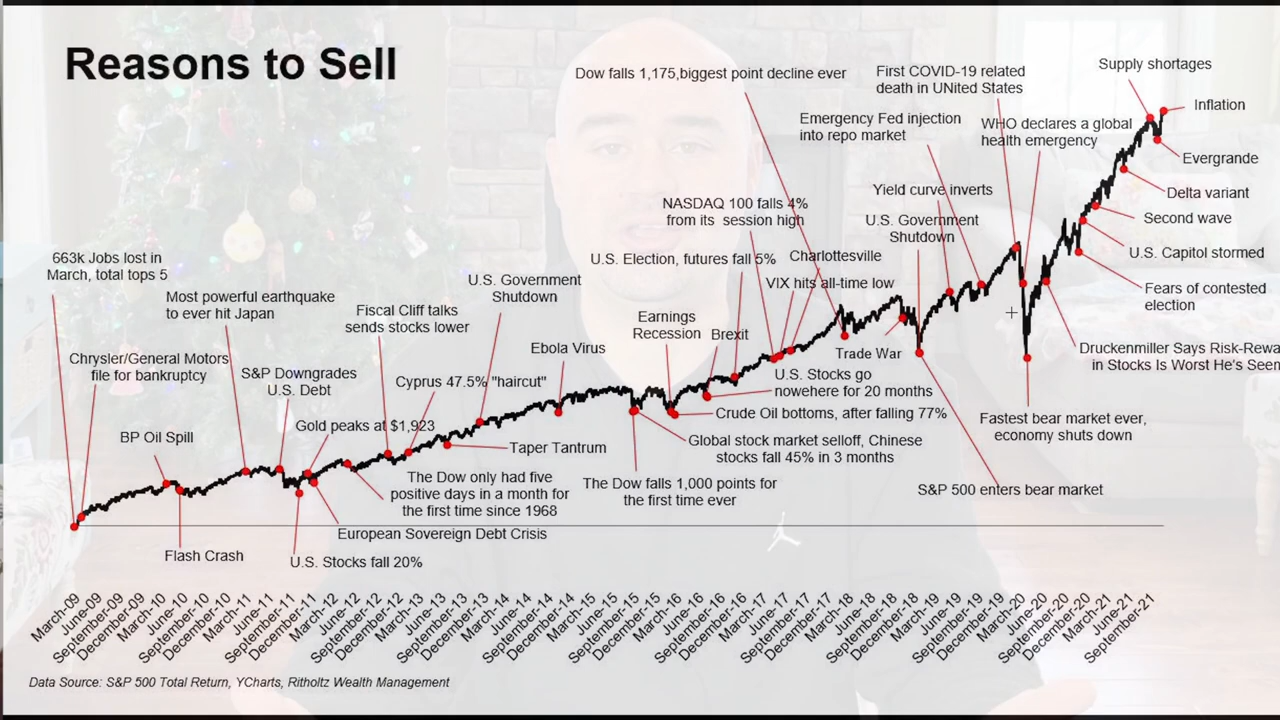 Reasons to Sell
Dow falls 1,175,biggest point decline ever
First COVID-19 related
death in UNited States
Supply shortages
Inflation
Emergency Fed injection
into repo market
WHO declares a global
health emergency
Evergrande
Yield curve inverts
Delta variant
NASDAQ 100 falls 4%
from its session high
U.S. Government
Shutdown
Second wave
663k Jobs lost in
March, total tops 5
U.S. Election, futures fall 5%
Charlottesville
U.S. Capitol stormed
U.S. Government
Shutdown
VIX hits all-time low
Most powerful earthquake
to ever hit Japan
Fears of contested
election
Fiscal Cliff talks
sends stocks lower
Earnings
Recession
Brexit
Ebola Virus
Trade War
Druckenmiller Says Risk-Rewa
in Stocks Is Worst He's Seen
Chrysler/General Motors
file for bankruptcy
S&P Downgrades
U.S. Debt
Cyprus 47.5% "haircut"
U.S. Stocks go
nowhere for 20 months
Gold peaks at $1,923
Crude Oil bottoms, after falling 77%
Fastest bear market ever,
economy shuts down
BP Oil Spill
Taper Tantrum
Global stock market selloff, Chinese
stocks fall 45% in 3 months
The Dow only had five
positive days in a month for
the first time since 1968
The Dow falls 1,000 points for
the first time ever
S&P 500 enters bear market
European Sovereign Debt Crisis
Flash Crash
U.S. Stocks fall 20%
March-09
June-09
September-09
December-09
March-10
June-10
September-10
December-10
March-11
June-11
September-11
December-11
March-12
June-12
September-12
December-12
March-13
June-13
September-13
December-13
March-14
June-14
September-14
December-14
March-15
June-15
September-15
December-15
March-16
June-16
September-16
December-16
March-17
June-17
September-17
December-17
March-18
June-18
September-18
December-18
March-19
June-19
September-19
December-19
March-20
June-20
September-20
December-20
March-21
June-21
September-21
Data Source: S&P 500 Total Return, YCharts, Ritholtz Wealth Management